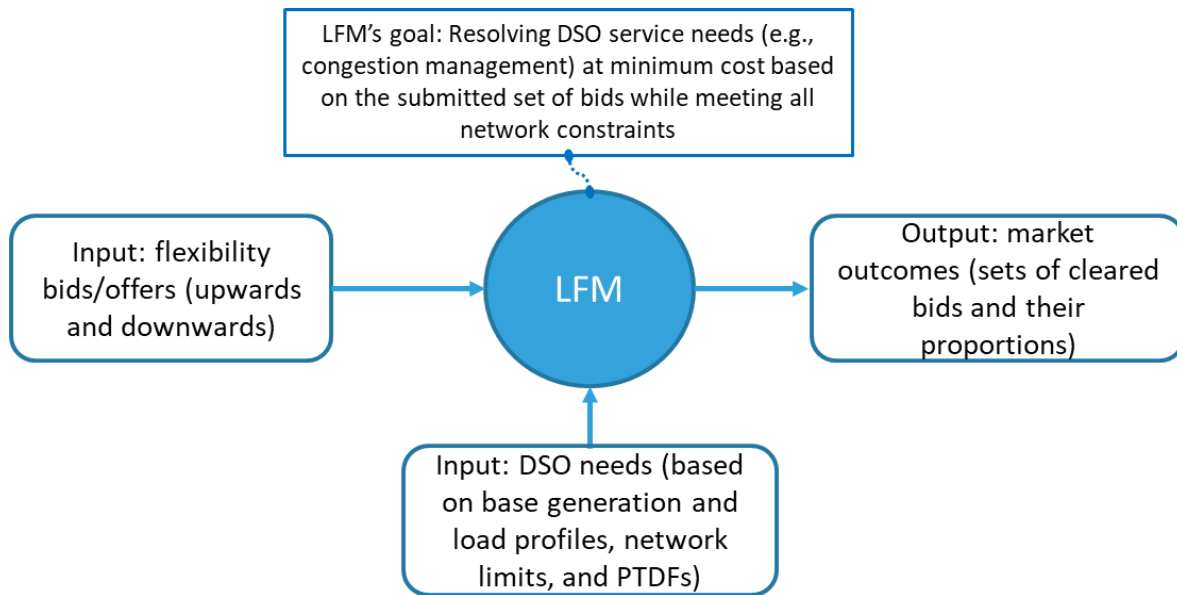 LFM’s goal: Resolving DSO service needs (e.g.,
congestion management) at minimum cost based
on the submitted set of bids while meeting all
network constraints
Input: flexibility
bids/offers (upwards
and downwards)
LFM
Output: market
outcomes (sets of cleared
bids and their
proportions)
Input: DSO needs (based
on base generation and
load profiles, network
limits, and PTDFs)